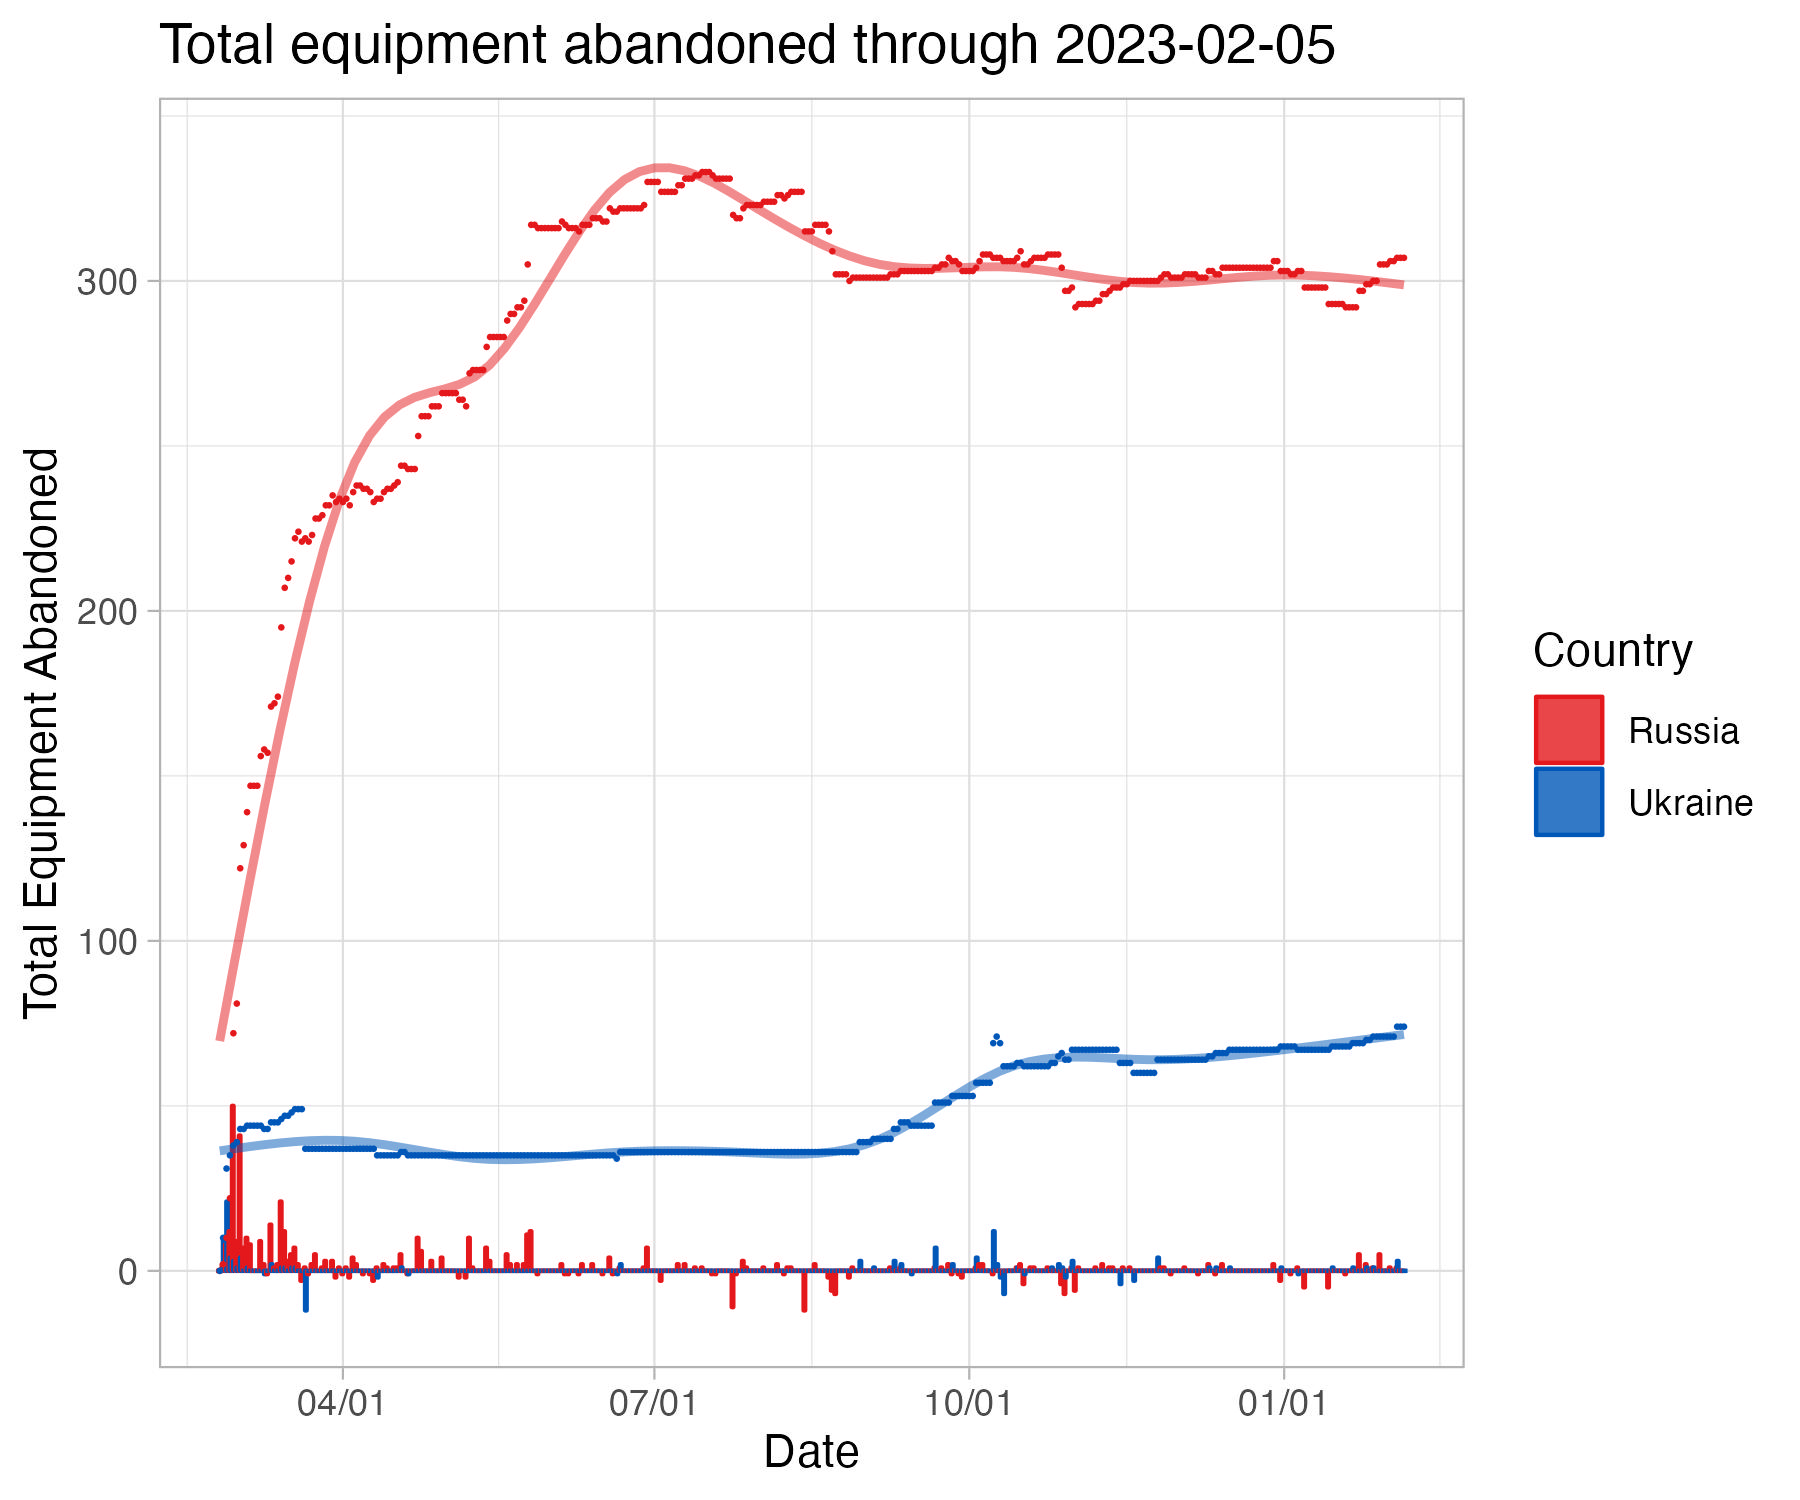 Total equipment abandoned through 2023-02-05
Total Equipment Abandoned
300
200
100
0
04/01
07/01
10/01
01/01
Date
Country
Russia
Ukraine